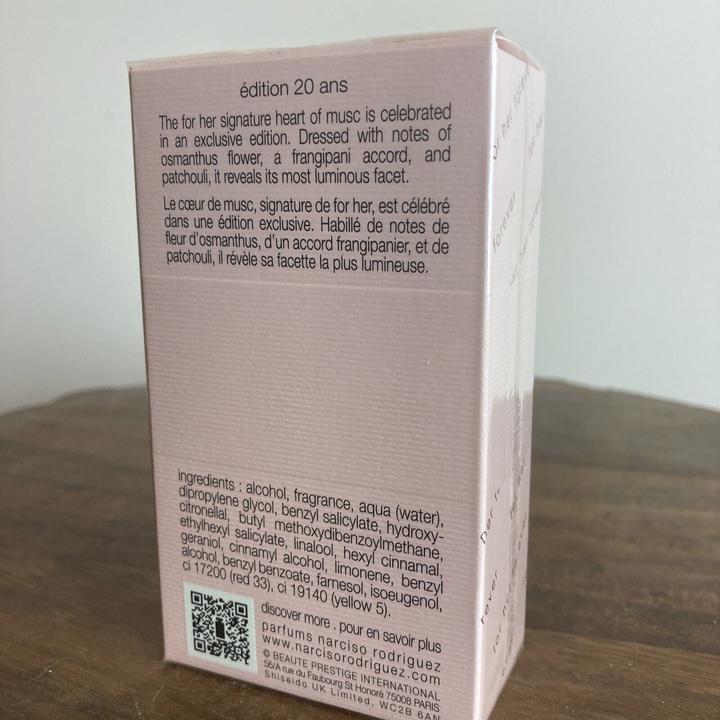 édition 20 ans
The for her signature heart of musc is celebrated
in an exclusive edition. Dressed with notes of
osmanthus flower, a frangipani accord, and
patchouli, it reveals its most luminous facet.
Le cœur de musc, signature de for her, est célébré
dans une édition exclusive. Habillé de notes de
fleur d'osmanthus, d'un accord frangipanier, et de
patchouli, il révèle sa facette la plus lumineuse.
ingredients : alcohol, fragrance, aqua (water),
dipropylene glycol, benzyl salicylate, hydroxy-
citronellal, butyl methoxydibenzoylmethane,
ethylhexyl salicylate, linalool, hexyl cinnamal,
geraniol, cinnamyl alcohol, limonene, benzyl
alcohol, benzyl benzoate, farnesol, isoeugenol,
ci 17200 (red 33), ci 19140 (yellow 5).
discover more . pour en savoir plus
parfums narciso rodriguez
www.narcisorodriguez.com
© BEAUTE PRESTIGE INTERNATIONAL
56/A rue du Faubourg St Honoré 75008 PARIS
Shiseido UK Limited, WC2B 6AN
her forever
forever